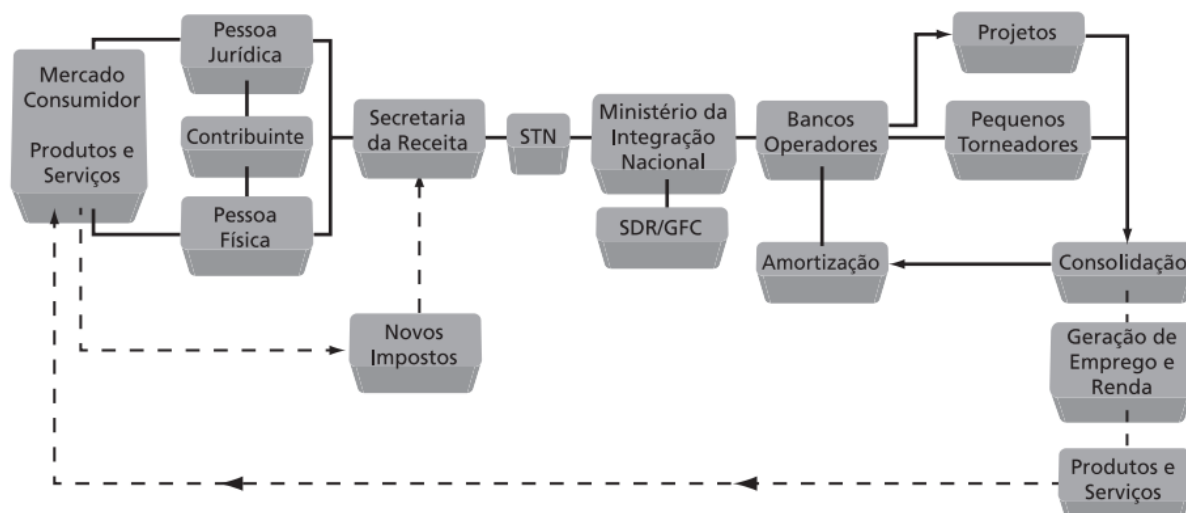 Mercado
Consumidor
Produtos e
Serviços
Pessoa
Jurídica
Contribuinte
Pessoa
Física
Secretaria
da Receita
Novos
Impostos
STN
Ministério da
Integração
Nacional
SDR/GFC
Bancos
Operadores
Amortização
Projetos
Pequenos
Torneadores
Consolidação
Geração de
Emprego e
Renda
Produtos e
Serviços